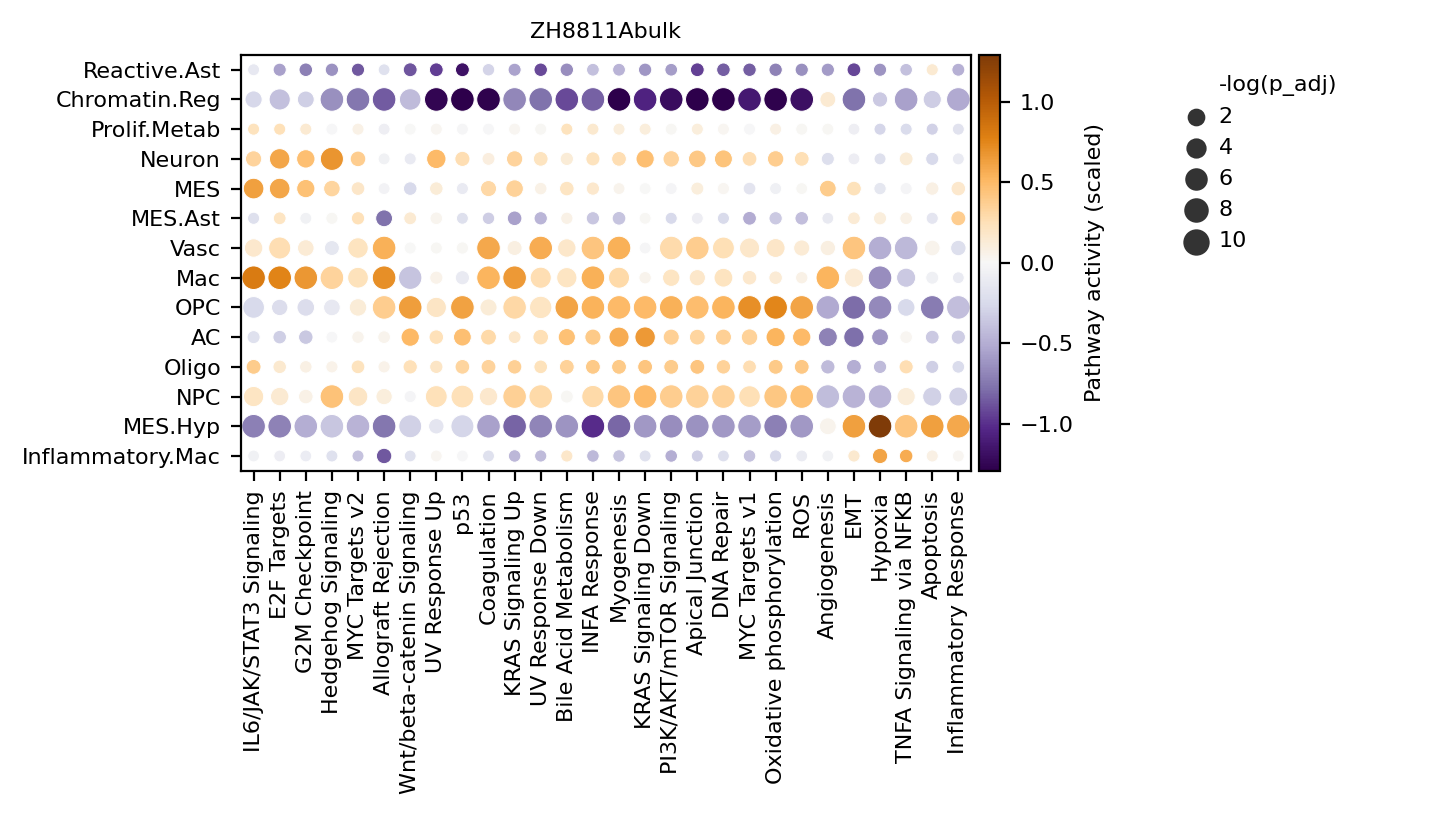 ZH8811Abulk
Reactive.Ast
Chromatin.Reg
Prolif.Metab
Neuron
MES
MES.Ast
Vasc
Mac
OPC
AC
Oligo
NPC
MES.Hyp
Inflammatory.Mac
IL6/JAK/STAT3 Signaling
E2F Targets
G2M Checkpoint
Hedgehog Signaling
MYC Targets v2
Allograft Rejection
Wnt/beta-catenin Signaling
UV Response Up
p53
Coagulation
KRAS Signaling Up
UV Response Down
Bile Acid Metabolism
INFA Response
Myogenesis
KRAS Signaling Down
PI3K/AKT/mTOR Signaling
Apical Junction
DNA Repair
MYC Targets v1
Oxidative phosphorylation
ROS
Angiogenesis
EMT
Hypoxia
TNFA Signaling via NFKB
Apoptosis
Inflammatory Response
1.0
0.5
0.0
−0.5
−1.0
Pathway activity (scaled)
-log(p_adj)
2
4
6
8
10